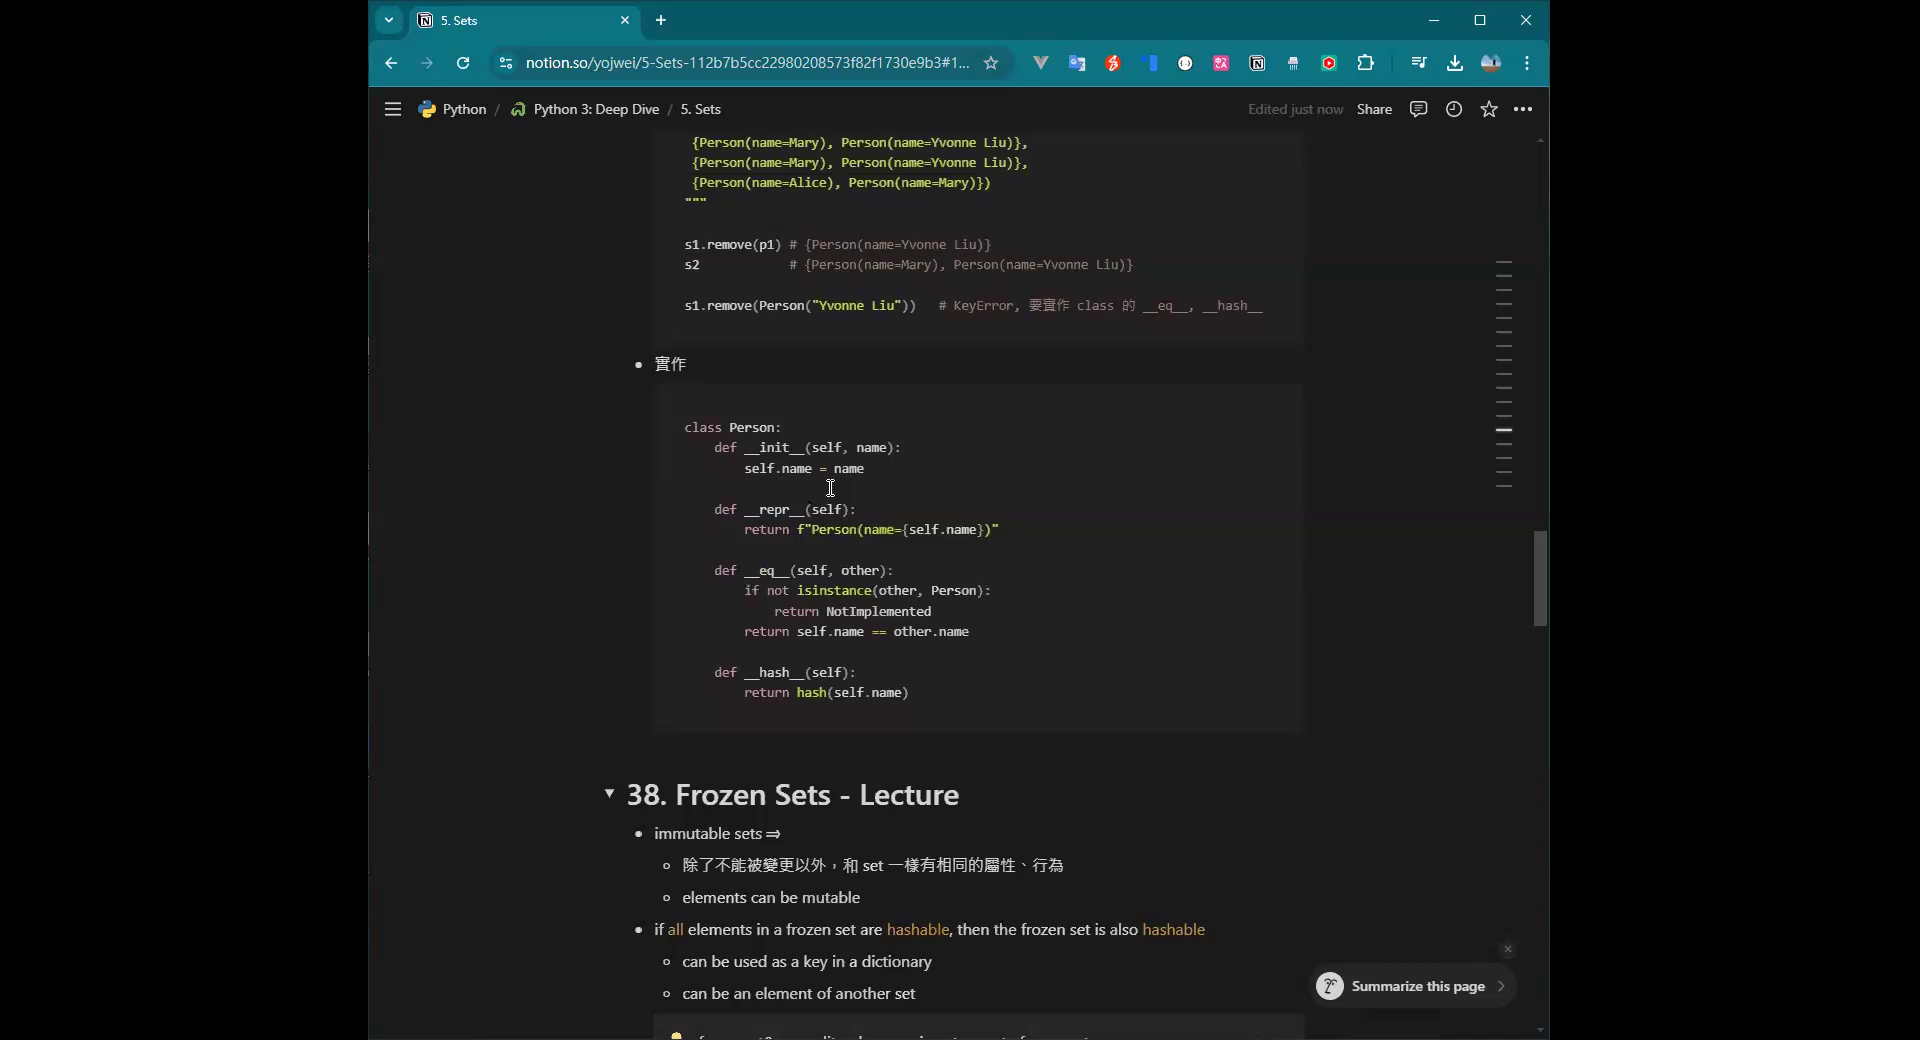 5. Sets
notion.so/yojwei/5-Sets-112b7b5cc22980208573f82f1730e9b3#1...
Python / Python 3: Deep Dive / 5. Sets
Edited just now Share
{Person(name=Mary), Person(name=Yvonne Liu)},
{Person(name=Mary), Person(name=Yvonne Liu)},
{Person(name=Alice), Person(name=Mary)})
"""
s1.remove(p1) # {Person(name=Yvonne Liu)}
s2 # {Person(name=Mary), Person(name=Yvonne Liu)}
s1.remove(Person("Yvonne Liu")) # KeyError, 要實作 class 的 __eq__, __hash__
實作
class Person:
def __init__(self, name):
self.name = name
def __repr__(self):
return f"Person(name={self.name})"
def __eq__(self, other):
if not isinstance(other, Person):
return NotImplemented
return self.name == other.name
def __hash__(self):
return hash(self.name)
38. Frozen Sets - Lecture
immutable sets ⇒
除了不能被變更以外，和 set 一樣有相同的屬性、行為
elements can be mutable
if all elements in a frozen set are hashable, then the frozen set is also hashable
can be used as a key in a dictionary
can be an element of another set
Summarize this page